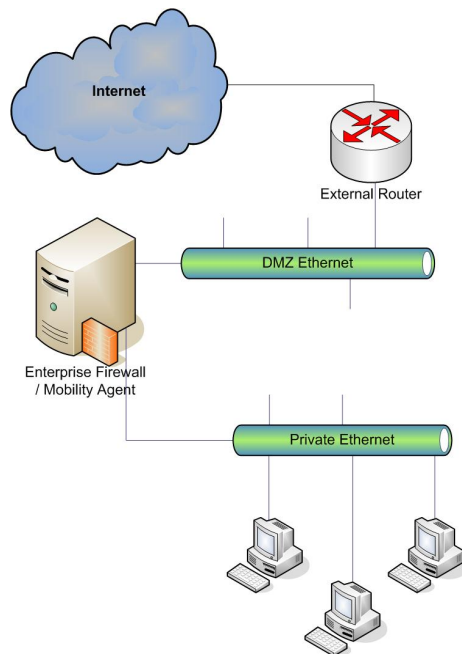 Internet
External Router
DMZ Ethernet
Enterprise Firewall
/ Mobility Agent
Private Ethernet